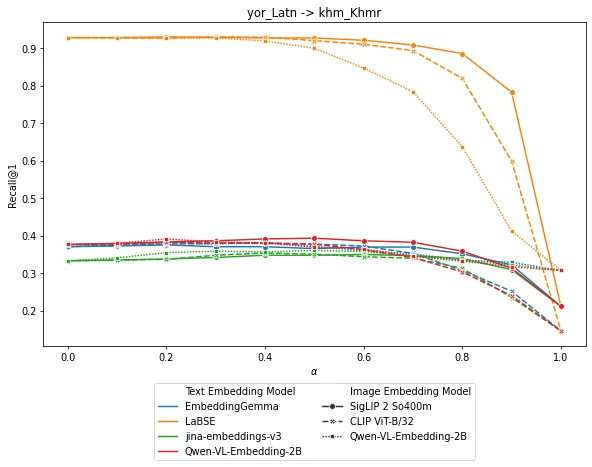 yor_Latn -> khm_Khmr
Recall@1
0.9
0.8
0.7
0.6
0.5
0.4
0.3
0.2
0.0 0.2 0.4 0.6 0.8 1.0
α
Text Embedding Model Image Embedding Model
EmbeddingGemma SigLIP 2 So400m
LaBSE CLIP ViT-B/32
jina-embeddings-v3 Qwen-VL-Embedding-2B
Qwen-VL-Embedding-2B